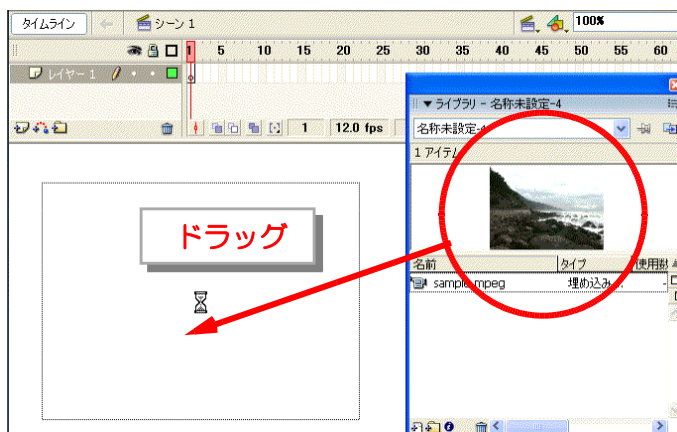 タイムライン シーン 1 100%
1 5 10 15 20 25 30 35 40 45 50 55 60
レイヤー 1
1 12.0 fps
ライブラリ - 名称未設定-4
名称未設定-4
1 アイテム
ドラッグ
名前 タイプ 使用数
sample.mpeg 埋め込み... -